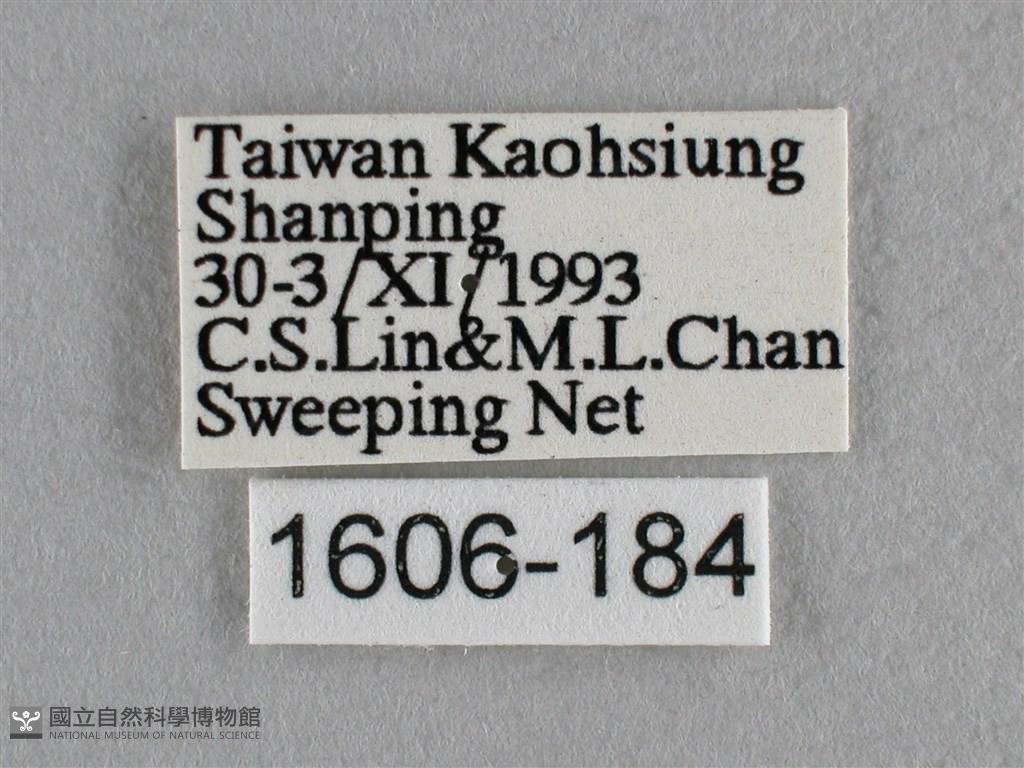 Taiwan Kaohsiung
Shanping
30-3/XI/1993
C.S.Lin&M.L.Chan
Sweeping Net
1606-184
國立自然科學博物館
NATIONAL MUSEUM OF NATURAL SCIENCE